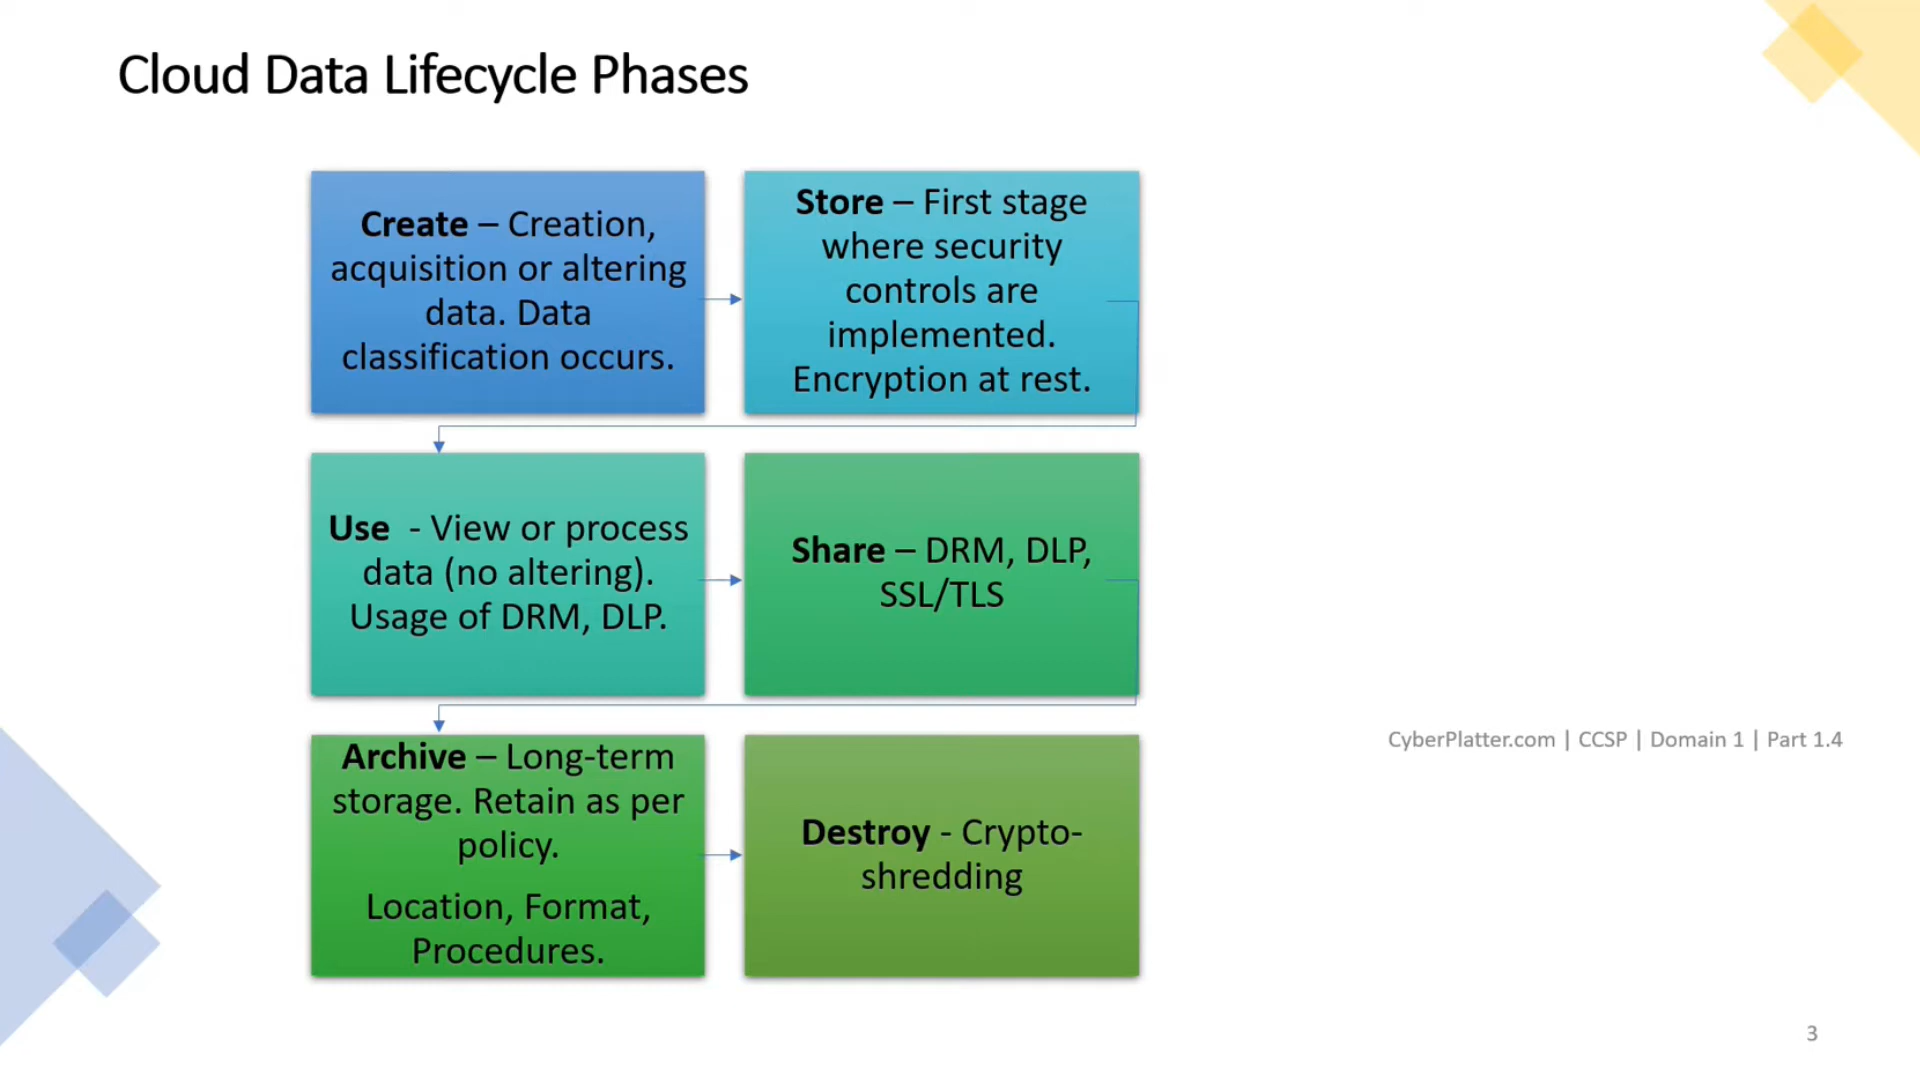 Cloud Data Lifecycle Phases
Create – Creation,
acquisition or altering
data. Data
classification occurs.
Store – First stage
where security
controls are
implemented.
Encryption at rest.
Use  - View or process
data (no altering).
Usage of DRM, DLP.
Share – DRM, DLP,
SSL/TLS
Archive – Long-term
storage. Retain as per
policy.
Location, Format,
Procedures.
Destroy - Crypto-
shredding
CyberPlatter.com | CCSP | Domain 1 | Part 1.4
3